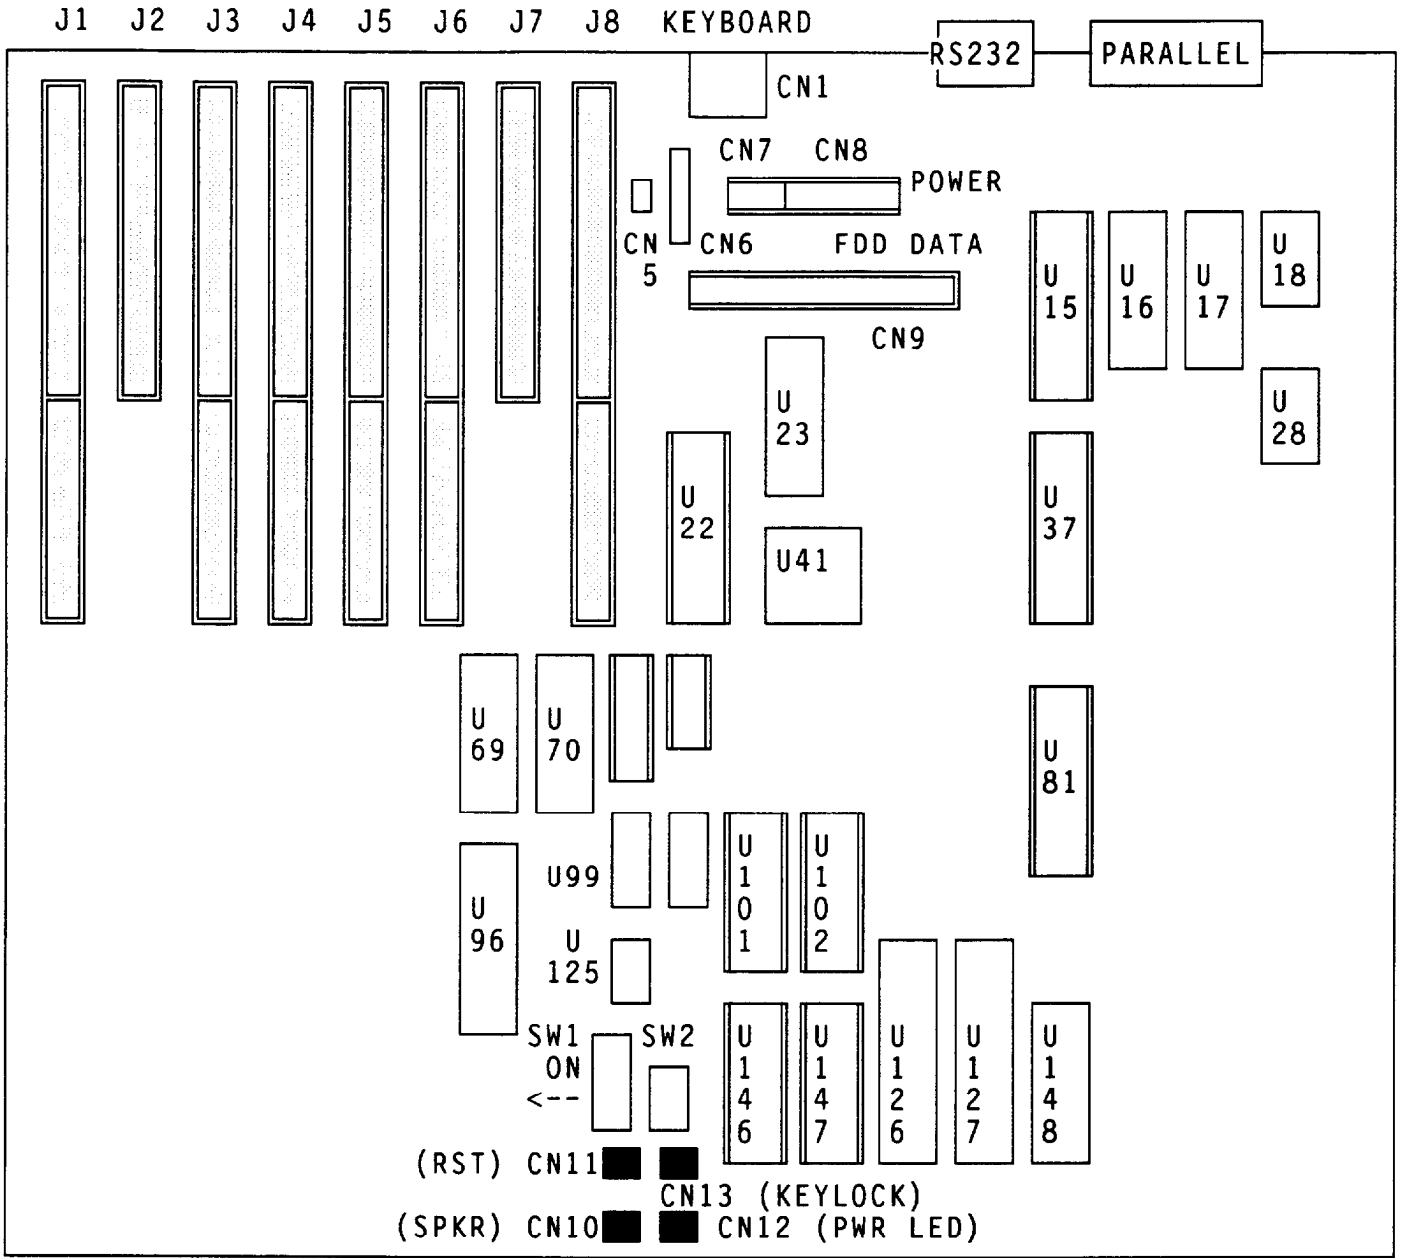 J1 J2 J3 J4 J5 J6 J7 J8 KEYBOARD
RS232
PARALLEL
CN1
CN7 CN8
POWER
CN
5
CN6
FDD DATA
CN9
U
15
U
16
U
17
U
18
U
28
U
23
U
22
U41
U
37
U
69
U
70
U
81
U99
U
96
U
125
U
1
0
1
U
1
0
2
SW1
ON
<--
SW2
U
1
4
6
U
1
4
7
U
1
2
6
U
1
2
7
U
1
4
8
(RST) CN11
CN13 (KEYLOCK)
(SPKR) CN10
CN12 (PWR LED)